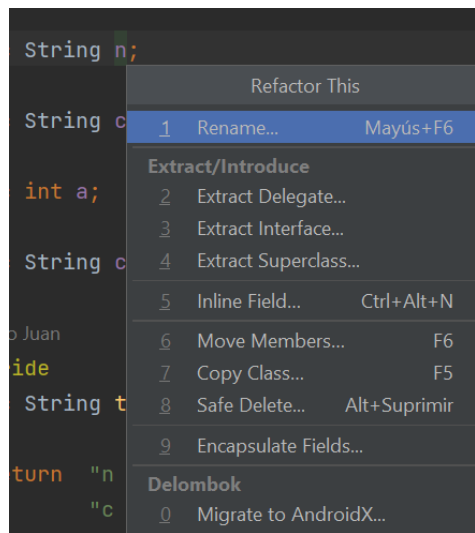 String n;
Refactor This
String c
1 Rename... Mayús+F6
Extract/Introduce
int a;
2 Extract Delegate...
3 Extract Interface...
String c
4 Extract Superclass...
5 Inline Field... Ctrl+Alt+N
o Juan
6 Move Members... F6
ide
7 Copy Class... F5
String t
8 Safe Delete... Alt+Suprimir
9 Encapsulate Fields...
turn "n
Delombok
"c
0 Migrate to AndroidX...